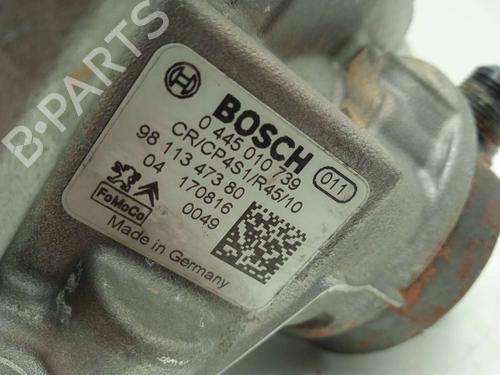 B-PARTS
BOSCH
0 445 010 739
011
CR/CP4S1/R45/10
98 113 473 80
04 170816
0049
FoMoCo
Made in Germany